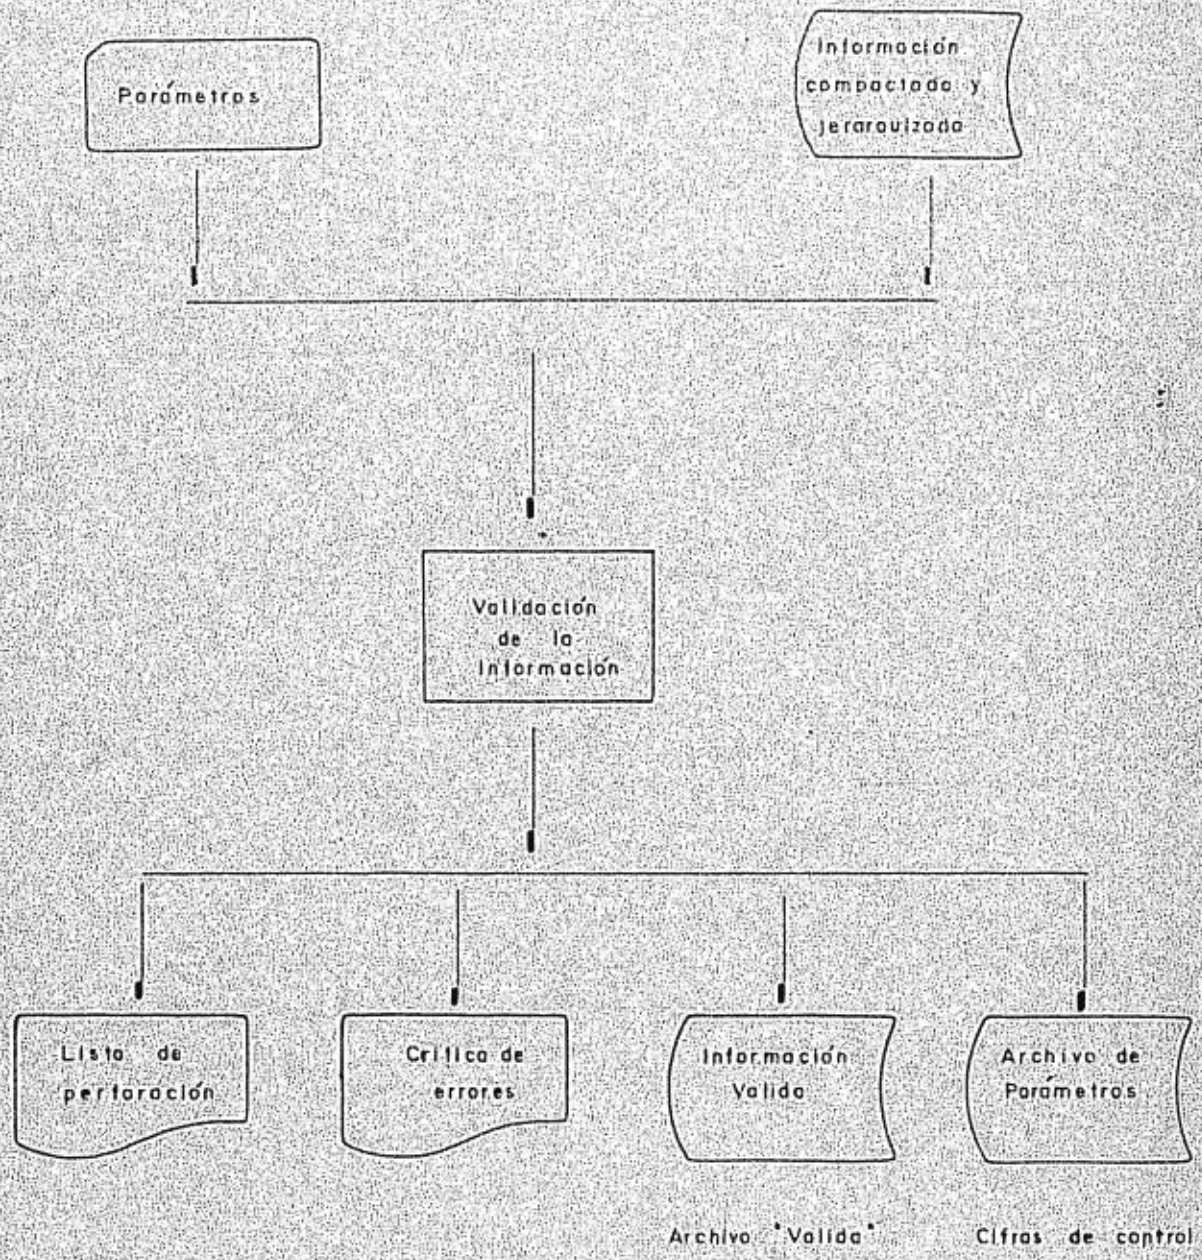 Parámetros
Información
compactada y
jerarquizada
Validación
de la
Información
Lista de
perforación
Crítica de
errores
Información
Valida
Archivo de
Parámetros.
Archivo "Valida"
Cifras de control